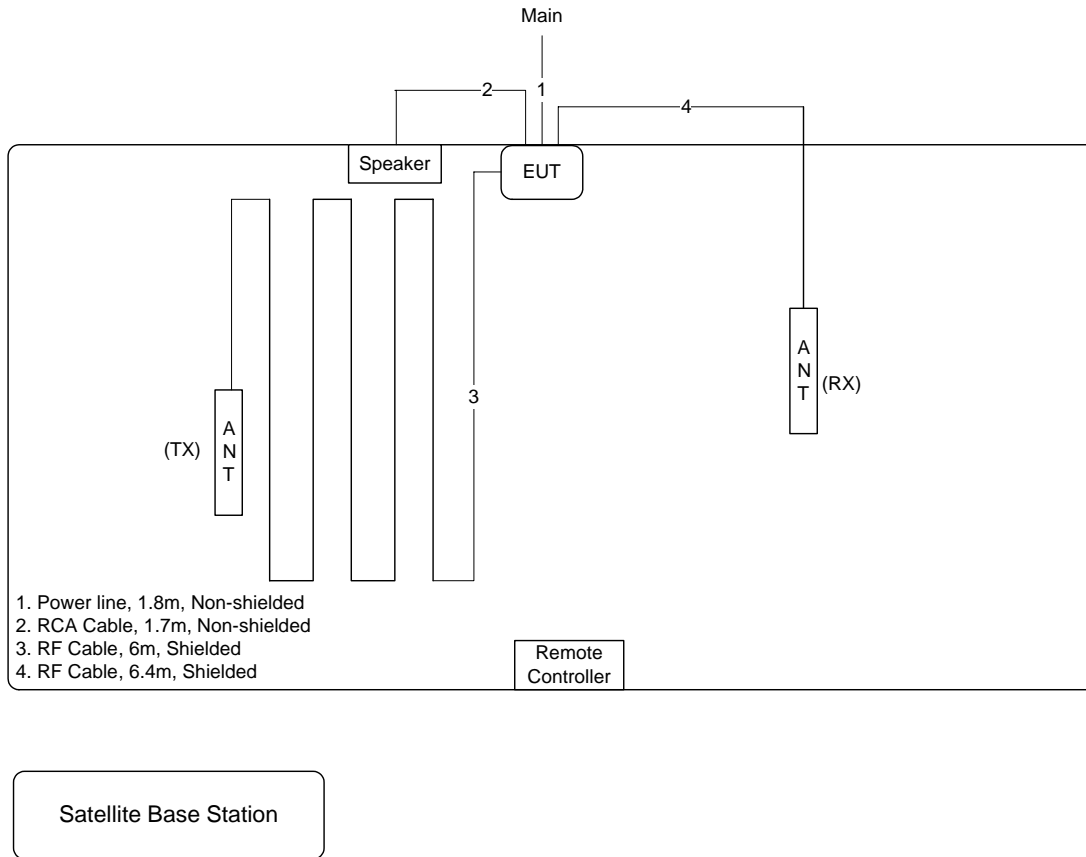 Main
2
1
4
Speaker
EUT
A
N
T
(RX)
3
(TX)
A
N
T
1. Power line, 1.8m, Non-shielded
2. RCA Cable, 1.7m, Non-shielded
3. RF Cable, 6m, Shielded
4. RF Cable, 6.4m, Shielded
Remote
Controller
Satellite Base Station